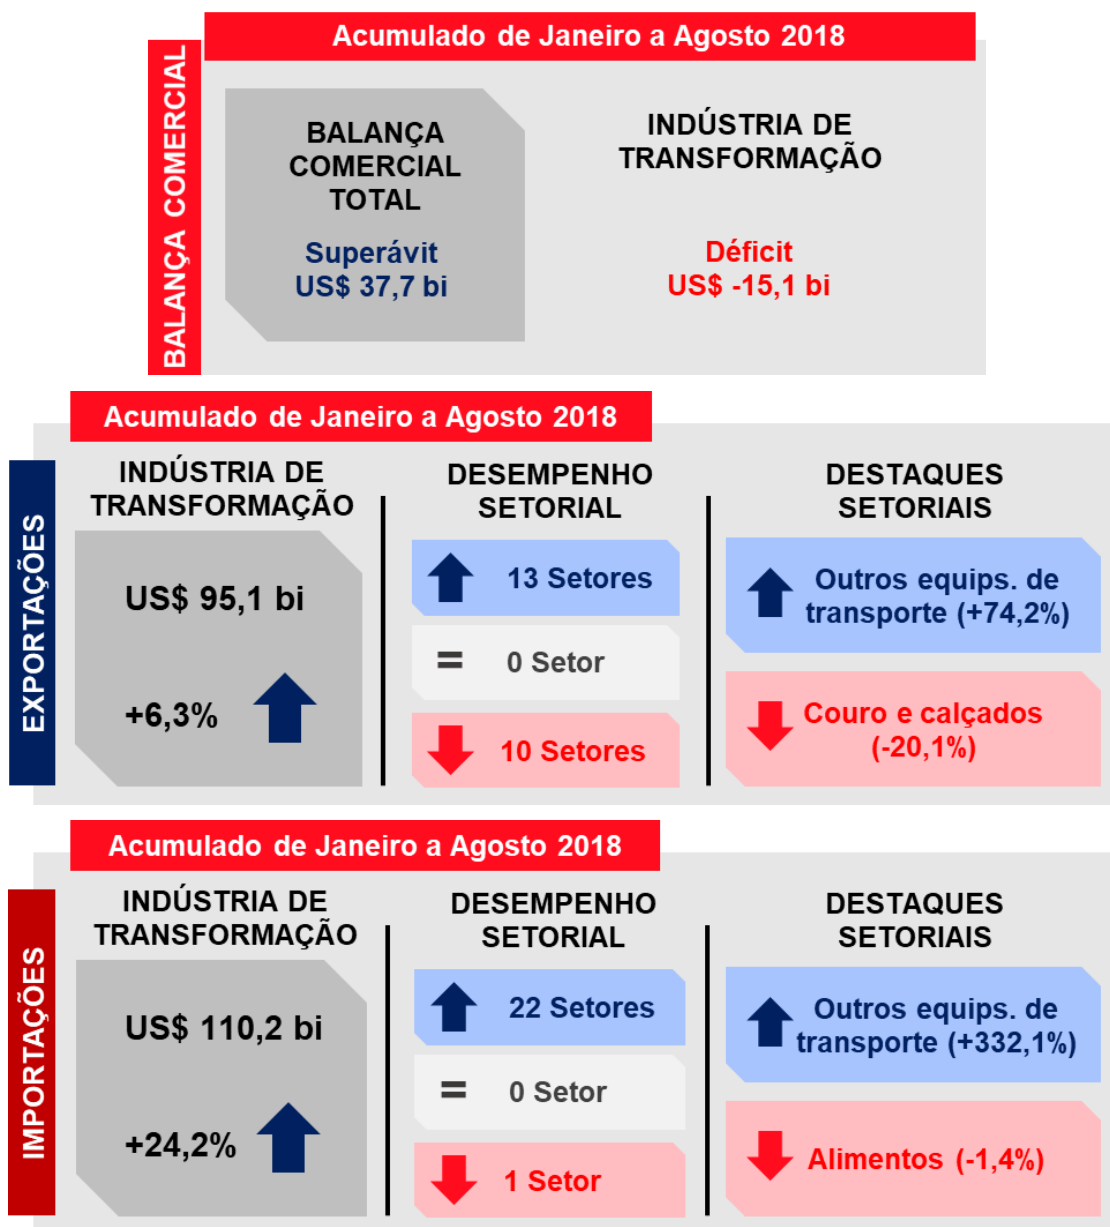 BALANÇA COMERCIAL
Acumulado de Janeiro a Agosto 2018
BALANÇA
COMERCIAL
TOTAL
Superávit
US$ 37,7 bi
INDÚSTRIA DE
TRANSFORMAÇÃO
Déficit
US$ -15,1 bi
EXPORTAÇÕES
Acumulado de Janeiro a Agosto 2018
INDÚSTRIA DE
TRANSFORMAÇÃO
US$ 95,1 bi
+6,3%
DESEMPENHO
SETORIAL
13 Setores
= 0 Setor
10 Setores
DESTAQUES
SETORIAIS
Outros equips. de
transporte (+74,2%)
Couro e calçados
(-20,1%)
IMPORTAÇÕES
Acumulado de Janeiro a Agosto 2018
INDÚSTRIA DE
TRANSFORMAÇÃO
US$ 110,2 bi
+24,2%
DESEMPENHO
SETORIAL
22 Setores
= 0 Setor
1 Setor
DESTAQUES
SETORIAIS
Outros equips. de
transporte (+332,1%)
Alimentos (-1,4%)